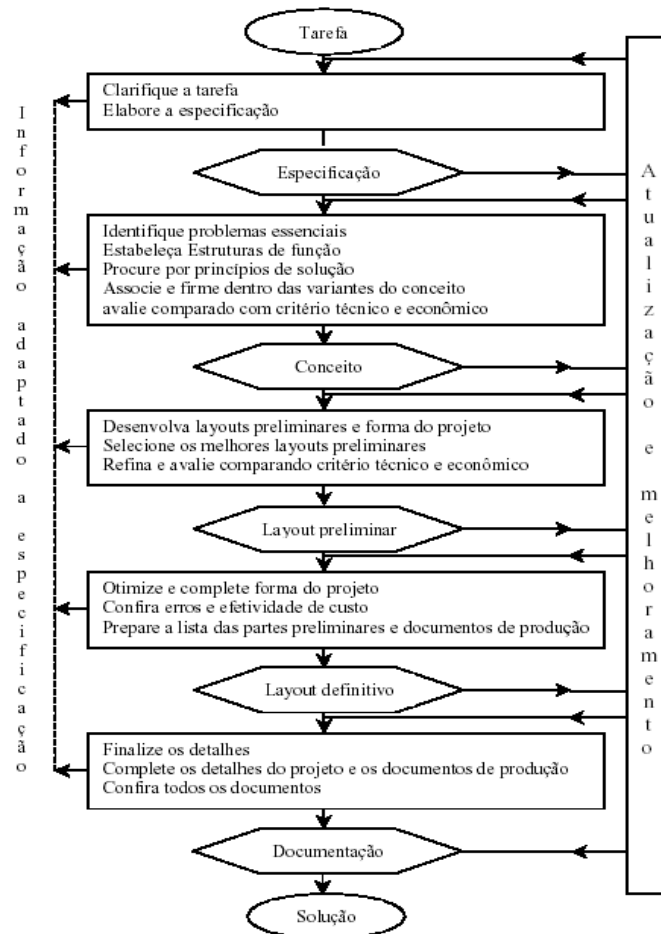 Tarefa
Clarifique a tarefa
Elabore a especificação
Especificação
Identifique problemas essenciais
Estabeleça Estruturas de função
Procure por princípios de solução
Associe e firme dentro das variantes do conceito
avalie comparado com critério técnico e econômico
Conceito
Desenvolva layouts preliminares e forma do projeto
Selecione os melhores layouts preliminares
Refina e avalie comparando critério técnico e econômico
Layout preliminar
Otimize e complete forma do projeto
Confira erros e efetividade de custo
Prepare a lista das partes preliminares e documentos de produção
Layout definitivo
Finalize os detalhes
Complete os detalhes do projeto e os documentos de produção
Confira todos os documentos
Documentação
Solução
Informação adaptado a especificação
Atualização e melhoramento